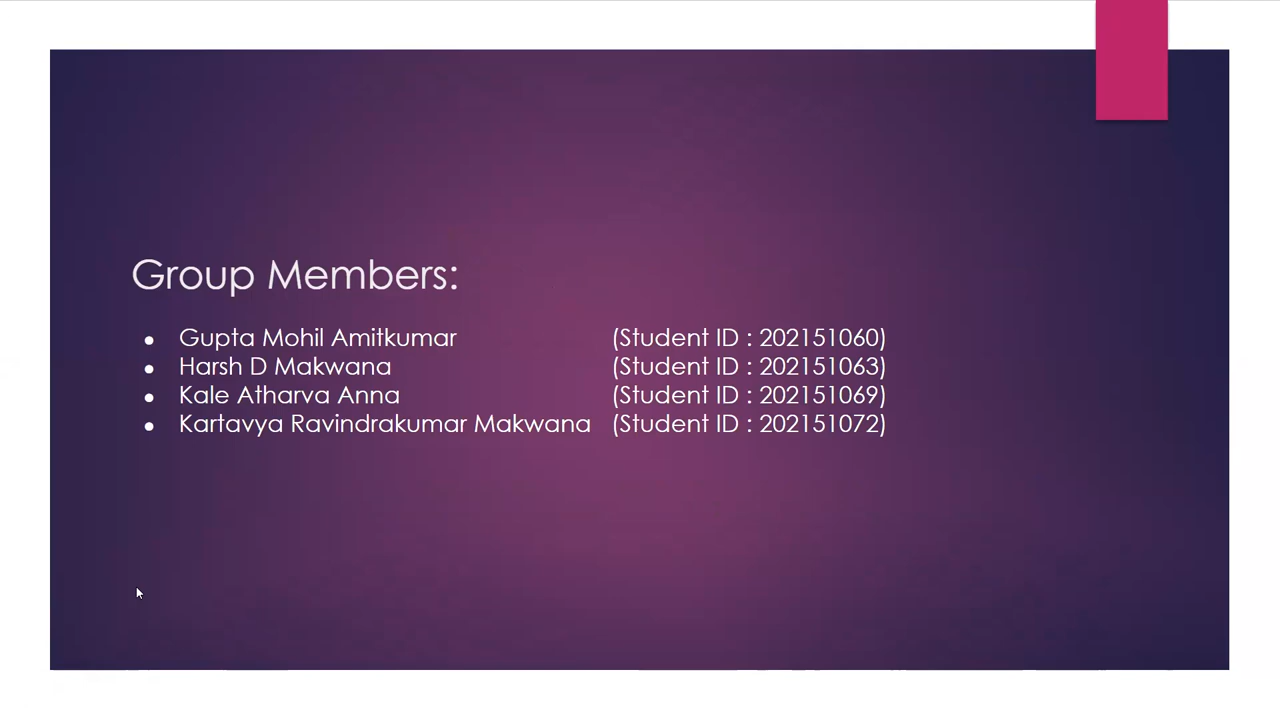 Group Members:
● Gupta Mohil Amitkumar (Student ID : 202151060)
● Harsh D Makwana (Student ID : 202151063)
● Kale Atharva Anna (Student ID : 202151069)
● Kartavya Ravindrakumar Makwana (Student ID : 202151072)